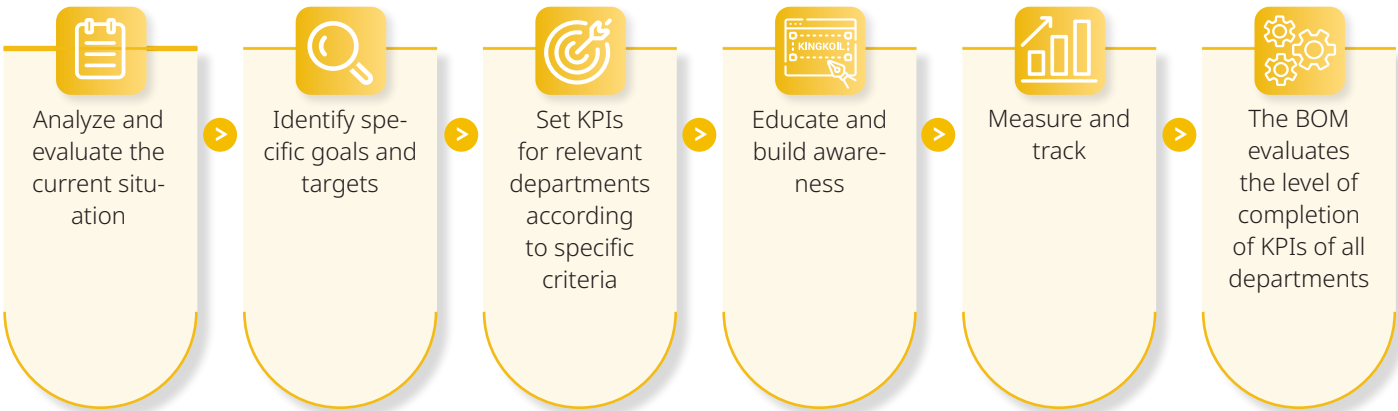 Analyze and
evaluate the
current situ-
ation
>
Identify spe-
cific goals and
targets
>
Set KPIs
for relevant
departments
according
to specific
criteria
>
KINGKOIL
Educate and
build aware-
ness
>
Measure and
track
>
The BOM
evaluates
the level of
completion
of KPIs of all
departments